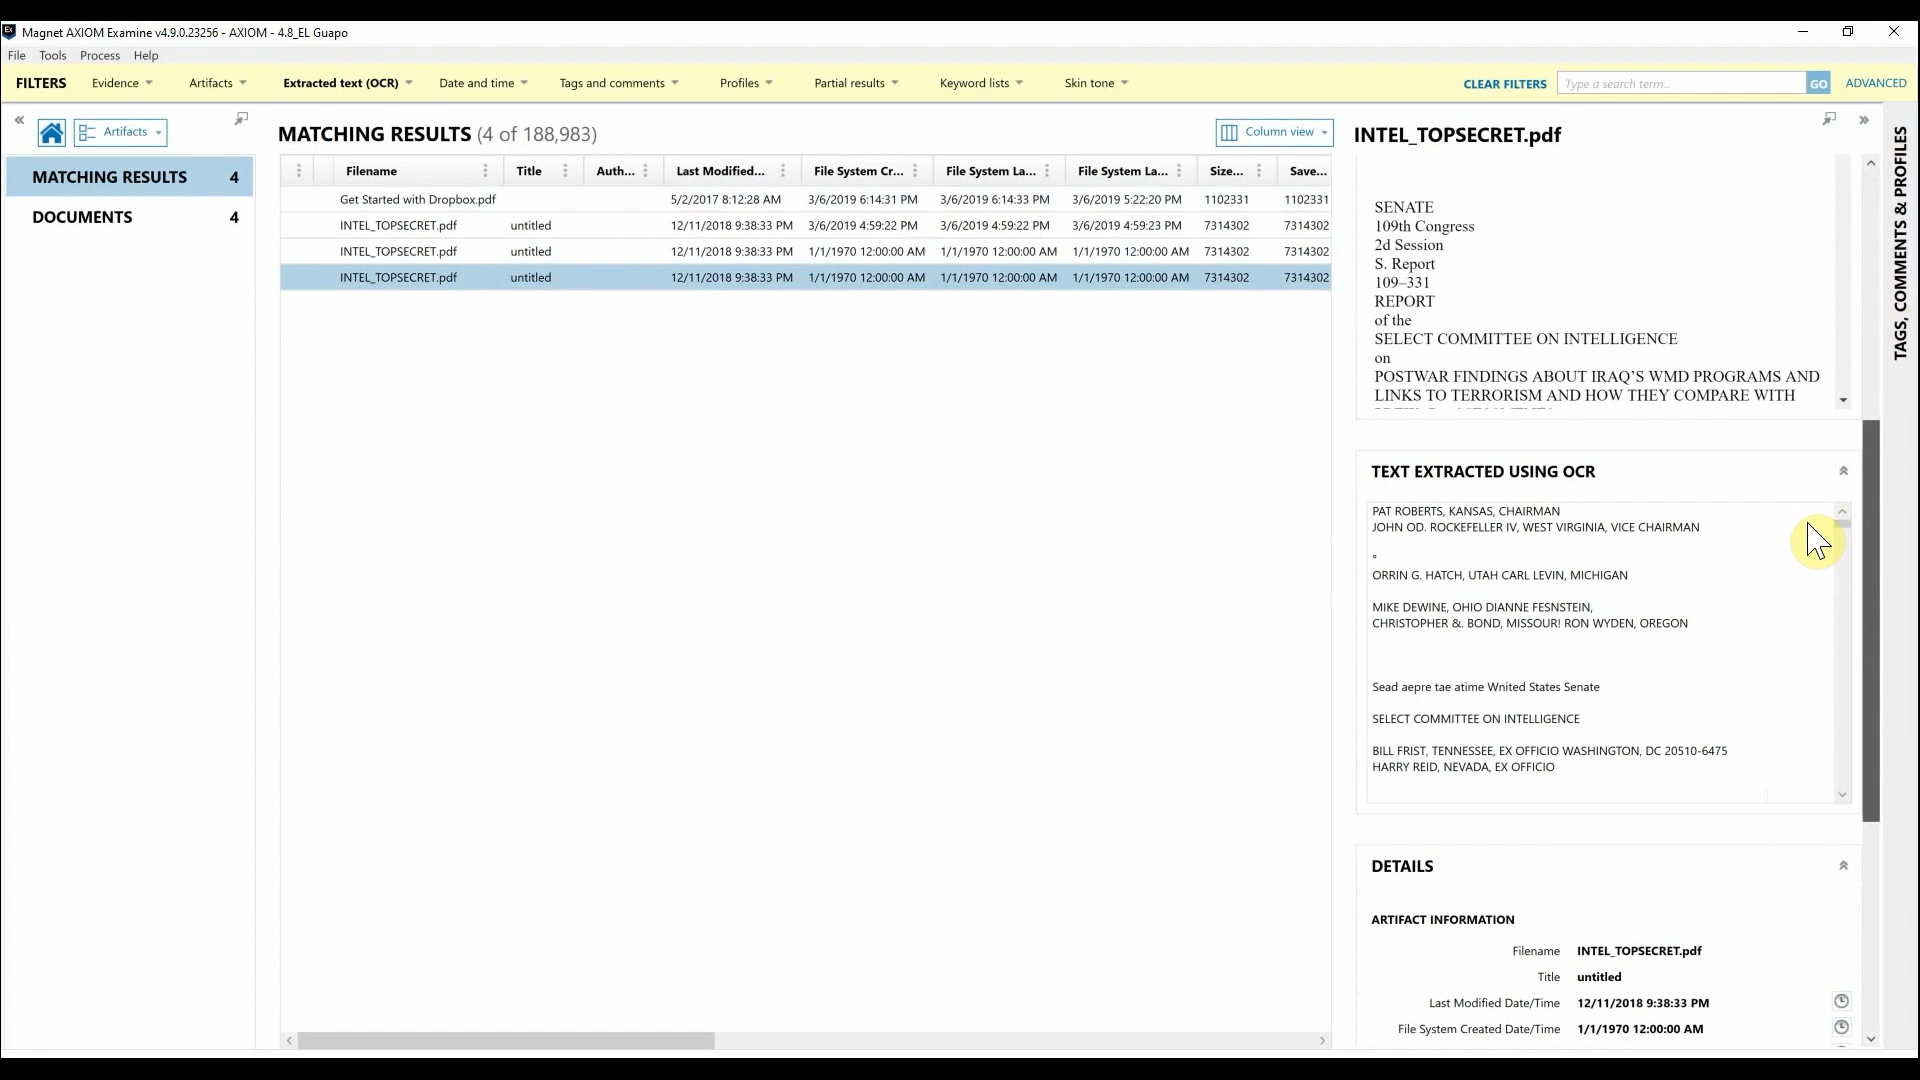 Magnet AXIOM Examine v4.9.0.23256 - AXIOM - 4.8_EL Guapo
File Tools Process Help
FILTERS Evidence Artifacts Extracted text (OCR) Date and time Tags and comments Profiles Partial results Keyword lists Skin tone CLEAR FILTERS Type a search term... GO ADVANCED
Artifacts
MATCHING RESULTS 4
DOCUMENTS 4
MATCHING RESULTS (4 of 188,983) Column view
Filename Title Auth... Last Modified... File System Cr... File System La... File System La... Size... Save...
Get Started with Dropbox.pdf 5/2/2017 8:12:28 AM 3/6/2019 6:14:31 PM 3/6/2019 6:14:33 PM 3/6/2019 5:22:20 PM 1102331 1102331
INTEL_TOPSECRET.pdf untitled 12/11/2018 9:38:33 PM 3/6/2019 4:59:22 PM 3/6/2019 4:59:22 PM 3/6/2019 4:59:23 PM 7314302 7314302
INTEL_TOPSECRET.pdf untitled 12/11/2018 9:38:33 PM 1/1/1970 12:00:00 AM 1/1/1970 12:00:00 AM 1/1/1970 12:00:00 AM 7314302 7314302
INTEL_TOPSECRET.pdf untitled 12/11/2018 9:38:33 PM 1/1/1970 12:00:00 AM 1/1/1970 12:00:00 AM 1/1/1970 12:00:00 AM 7314302 7314302
INTEL_TOPSECRET.pdf
SENATE
109th Congress
2d Session
S. Report
109–331
REPORT
of the
SELECT COMMITTEE ON INTELLIGENCE
on
POSTWAR FINDINGS ABOUT IRAQ'S WMD PROGRAMS AND
LINKS TO TERRORISM AND HOW THEY COMPARE WITH
TEXT EXTRACTED USING OCR
PAT ROBERTS, KANSAS, CHAIRMAN
JOHN OD. ROCKEFELLER IV, WEST VIRGINIA, VICE CHAIRMAN
°
ORRIN G. HATCH, UTAH CARL LEVIN, MICHIGAN
MIKE DEWINE, OHIO DIANNE FESNSTEIN,
CHRISTOPHER &. BOND, MISSOUR! RON WYDEN, OREGON
Sead aepre tae atime Wnited States Senate
SELECT COMMITTEE ON INTELLIGENCE
BILL FRIST, TENNESSEE, EX OFFICIO WASHINGTON, DC 20510-6475
HARRY REID, NEVADA, EX OFFICIO
DETAILS
ARTIFACT INFORMATION
Filename INTEL_TOPSECRET.pdf
Title untitled
Last Modified Date/Time 12/11/2018 9:38:33 PM
File System Created Date/Time 1/1/1970 12:00:00 AM
TAGS, COMMENTS & PROFILES